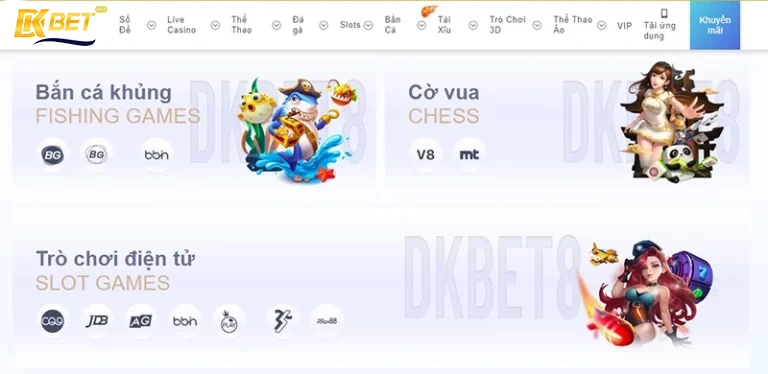 DKBET
Số Đề
Live Casino
Thể Thao
Đá gà
Slots
Bắn Cá
Tài Xỉu
Trò Chơi 3D
Thể Thao Ảo
VIP
Tải ứng dụng
Khuyến mãi
Bắn cá khủng
FISHING GAMES
DKBET8
BG
BG
bbin
Cờ vua
CHESS
DKBET8
V8
mt
Trò chơi điện tử
SLOT GAMES
DKBET8
7
CQ9
JDB
AG
bbin
PLAY